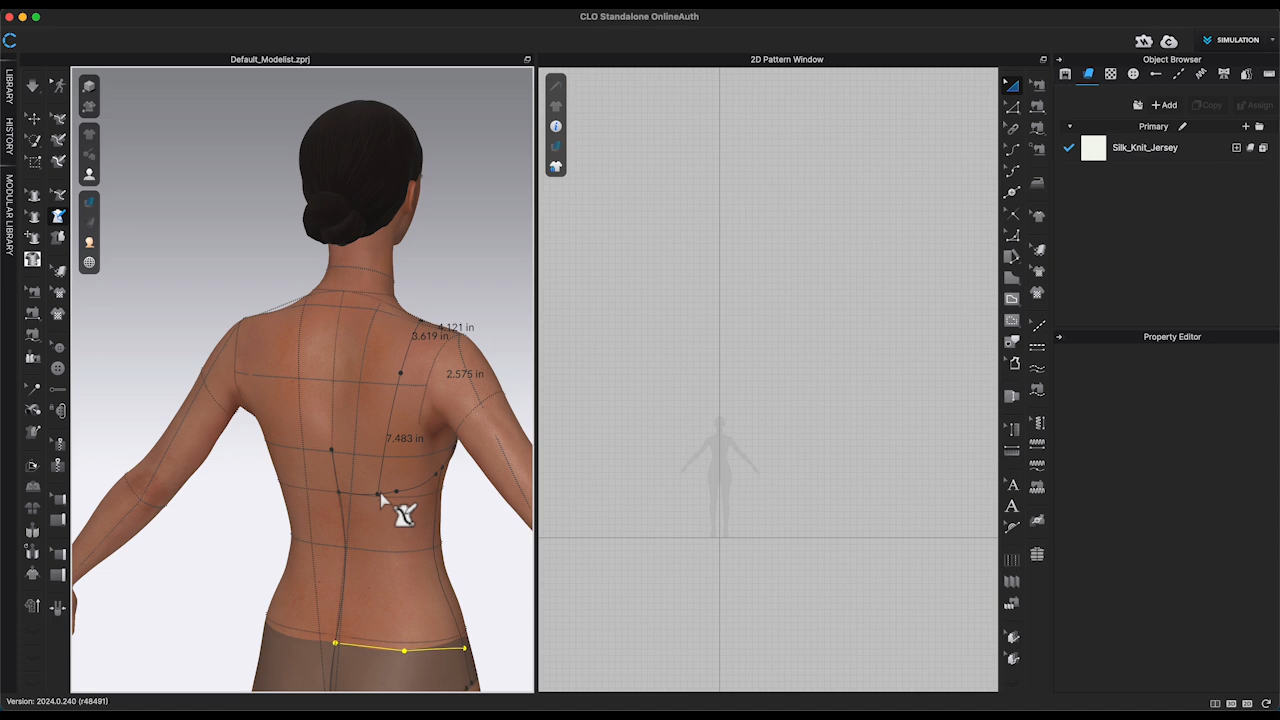 CLO Standalone OnlineAuth
SIMULATION
Default_Modelist.zprj
2D Pattern Window
Object Browser
LIBRARY
HISTORY
MODULAR LIBRARY
Add
Copy
Assign
Primary
Silk_Knit_Jersey
4.121 in
3.619 in
2.575 in
7.483 in
Property Editor
Version: 2024.0.240 (r48491)